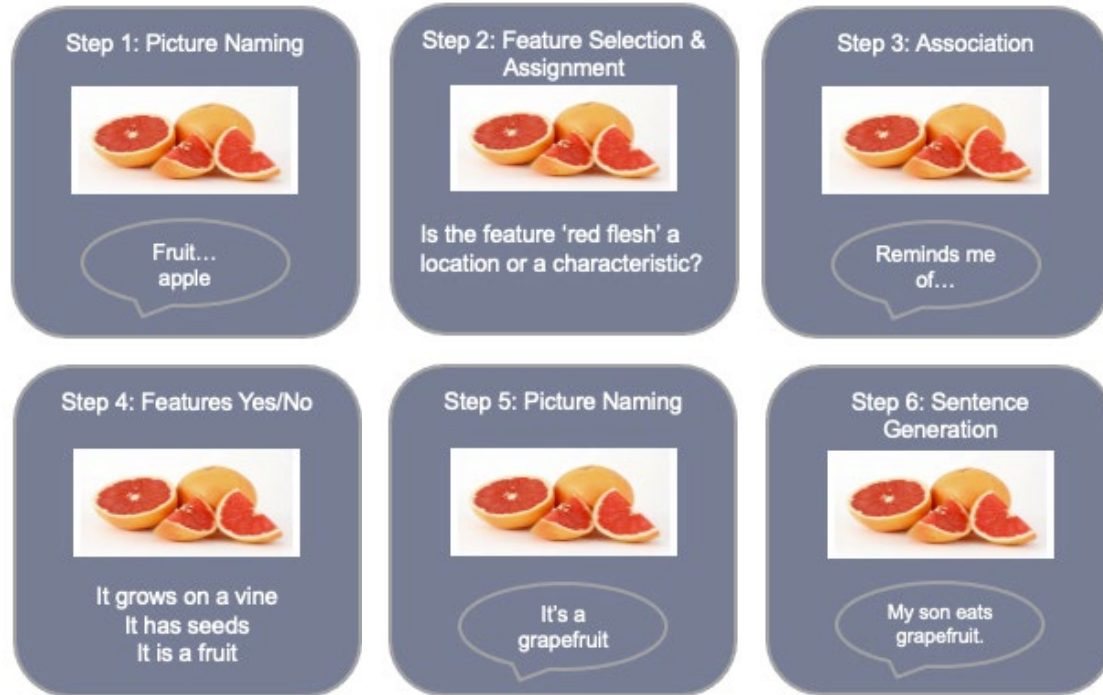 Step 1: Picture Naming
Fruit…
apple
Step 2: Feature Selection &
Assignment
Is the feature ‘red flesh’ a
location or a characteristic?
Step 3: Association
Reminds me
of…
Step 4: Features Yes/No
It grows on a vine
It has seeds
It is a fruit
Step 5: Picture Naming
It’s a
grapefruit
Step 6: Sentence
Generation
My son eats
grapefruit.